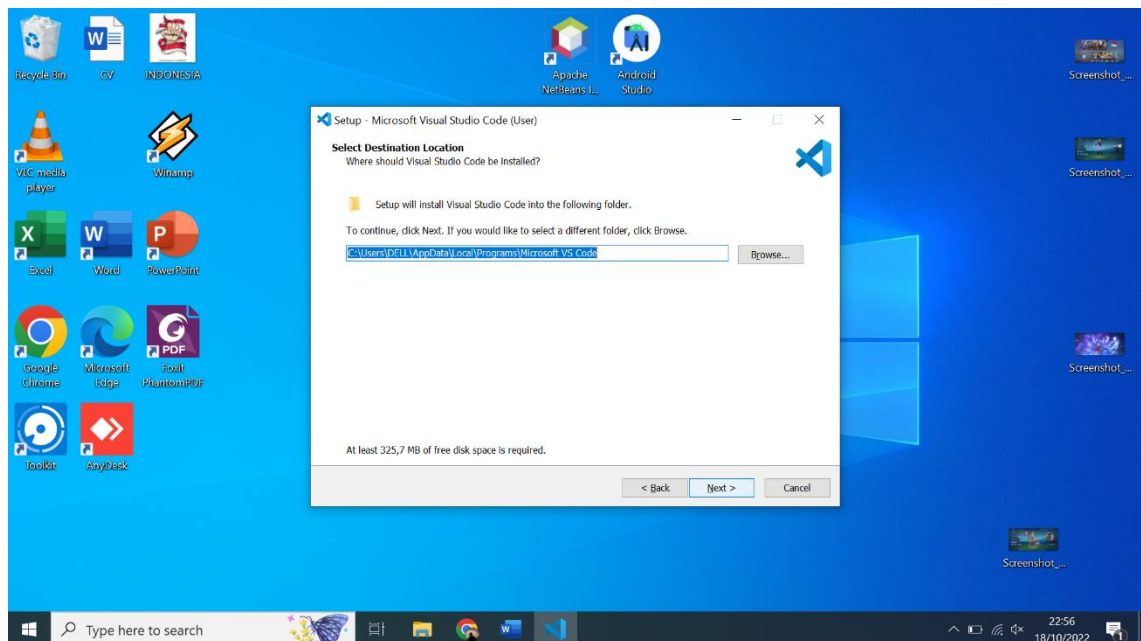 Recycle Bin
CV
INDONESIA
Apache
NetBeans I...
Android
Studio
Screenshot_...
VLC media
player
Winamp
Screenshot_...
Excel
Word
PowerPoint
Google
Chrome
Microsoft
Edge
Foxit
PhantomPDF
PDF
Screenshot_...
Toolkit
AnyDesk
Screenshot_...
Setup - Microsoft Visual Studio Code (User)
Select Destination Location
Where should Visual Studio Code be installed?
Setup will install Visual Studio Code into the following folder.
To continue, click Next. If you would like to select a different folder, click Browse.
C:\Users\DELL\AppData\Local\Programs\Microsoft VS Code
Browse...
At least 325,7 MB of free disk space is required.
< Back
Next >
Cancel
Type here to search
22:56
18/10/2022